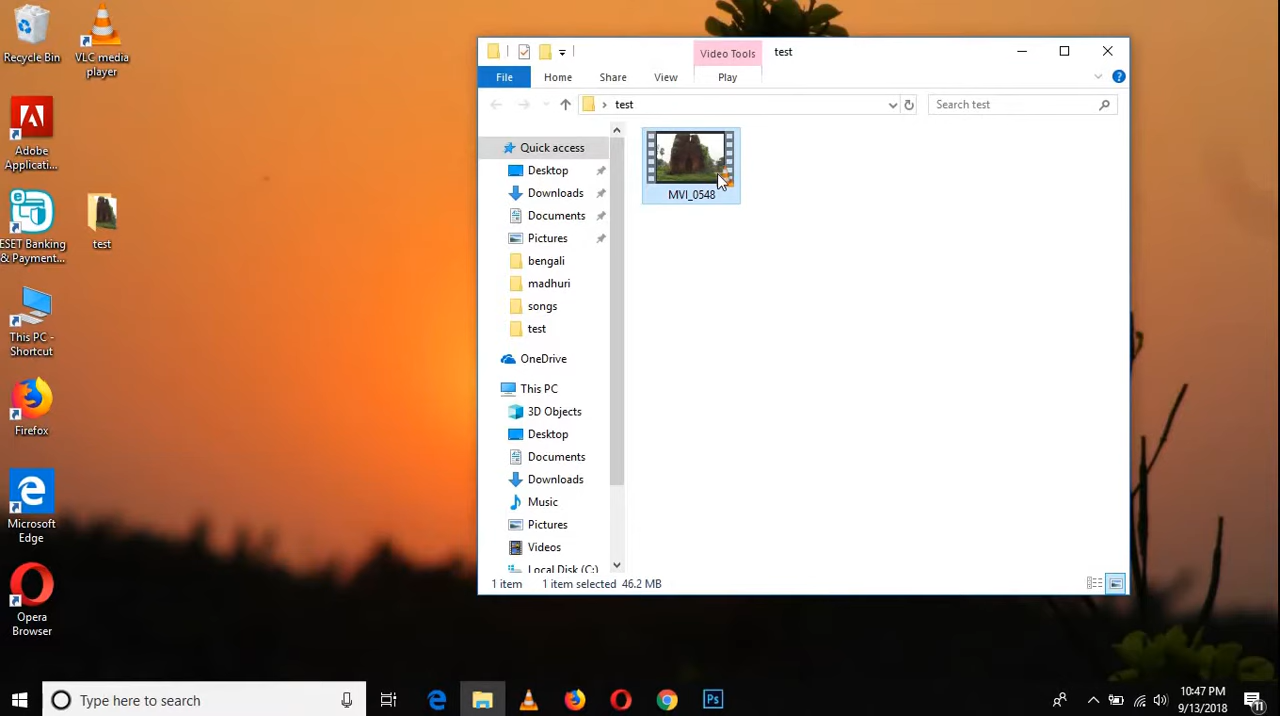 Recycle Bin
VLC media
player
Adobe
Applicati...
ESET Banking
& Payment...
test
This PC -
Shortcut
Firefox
Microsoft
Edge
Opera
Browser
Video Tools
test
File
Home
Share
View
Play
test
Search test
Quick access
Desktop
Downloads
Documents
Pictures
bengali
madhuri
songs
test
OneDrive
This PC
3D Objects
Desktop
Documents
Downloads
Music
Pictures
Videos
Local Disk (C:)
MVI_0548
1 item
1 item selected 46.2 MB
Type here to search
Ps
10:47 PM
9/13/2018
11